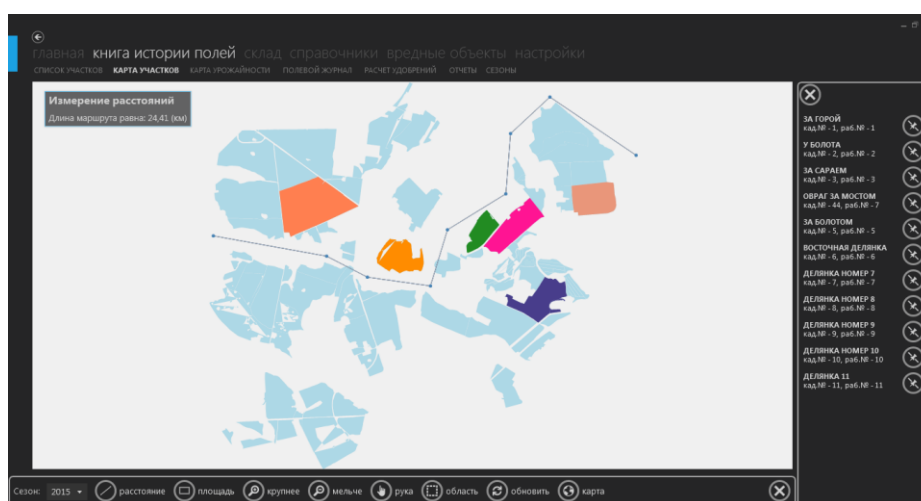 главная книга истории полей склад справочники вредные объекты настройки
СПИСОК УЧАСТКОВ КАРТА УЧАСТКОВ КАРТА УРОЖАЙНОСТИ ПОЛЕВОЙ ЖУРНАЛ РАСЧЕТ УДОБРЕНИЙ ОТЧЕТЫ СЕЗОНЫ
Измерение расстояний
Длина маршрута равна: 24,41 (км)
ЗА ГОРОЙ
кад.№ - 1, раб.№ - 1
У БОЛОТА
кад.№ - 2, раб.№ - 2
ЗА САРАЕМ
кад.№ - 3, раб.№ - 3
ОВРАГ ЗА МОСТОМ
кад.№ - 44, раб.№ - 7
ЗА БОЛОТОМ
кад.№ - 5, раб.№ - 5
ВОСТОЧНАЯ ДЕЛЯНКА
кад.№ - 6, раб.№ - 6
ДЕЛЯНКА НОМЕР 7
кад.№ - 7, раб.№ - 7
ДЕЛЯНКА НОМЕР 8
кад.№ - 8, раб.№ - 8
ДЕЛЯНКА НОМЕР 9
кад.№ - 9, раб.№ - 9
ДЕЛЯНКА НОМЕР 10
кад.№ - 10, раб.№ - 10
ДЕЛЯНКА 11
кад.№ - 11, раб.№ - 11
Сезон: 2015 расстояние площадь крупнее мельче рука область обновить карта